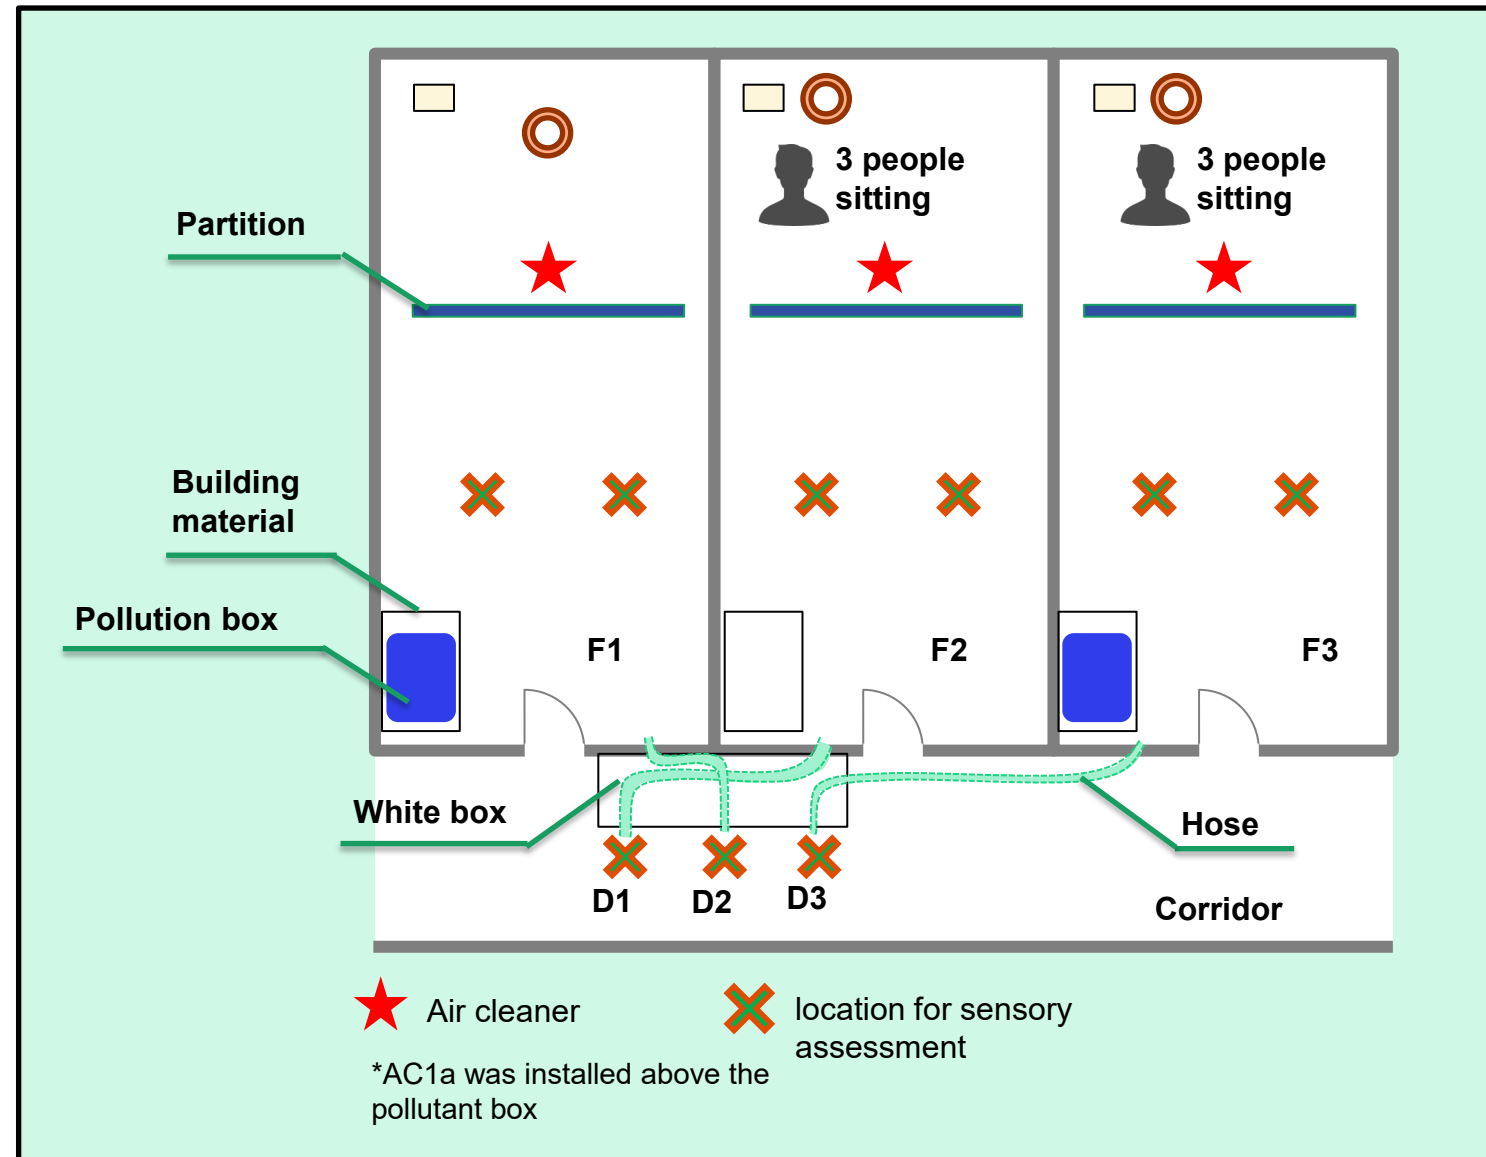 3 people
sitting
3 people
sitting
Partition
Building
material
Pollution box
F1
F2
F3
White box
Hose
D1
D2
D3
Corridor
Air cleaner
location for sensory
assessment
*AC1a was installed above the
pollutant box